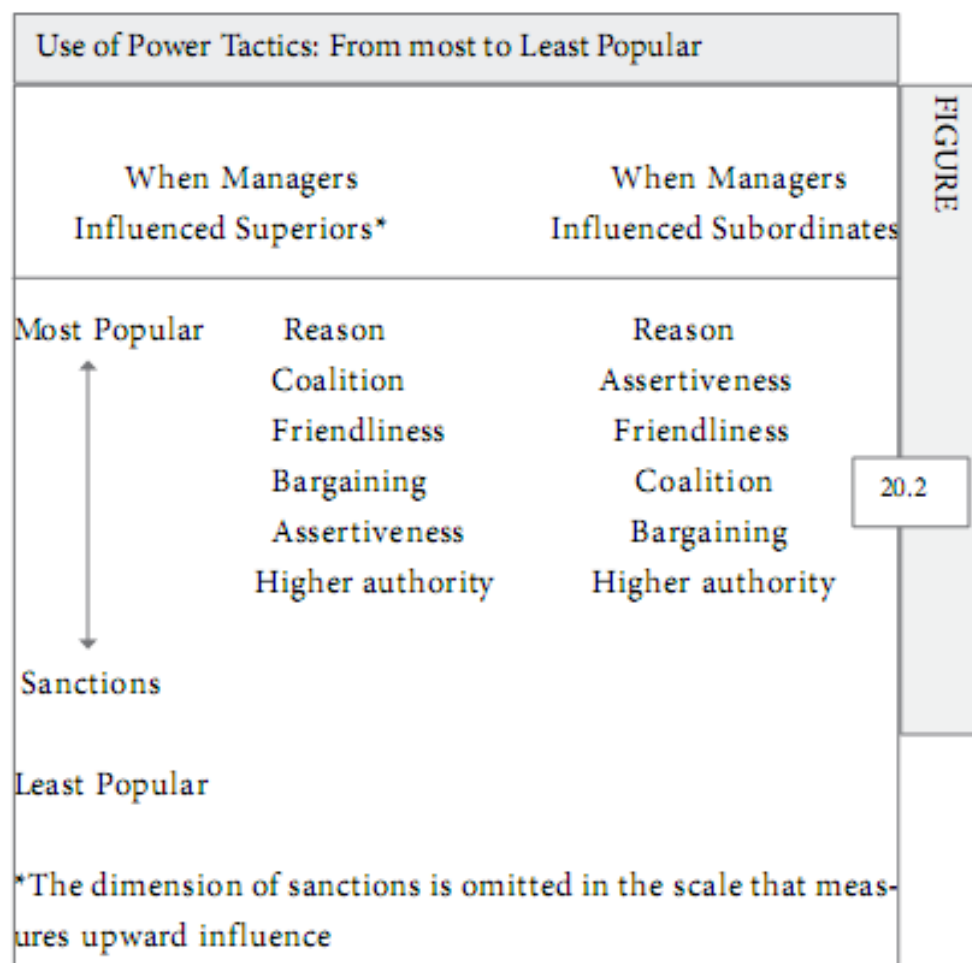 Use of Power Tactics: From most to Least Popular
FIGURE
When Managers When Managers
Influenced Superiors* Influenced Subordinates
Most Popular Reason Reason
Coalition Assertiveness
Friendliness Friendliness
Bargaining Coalition
20.2
Assertiveness Bargaining
Higher authority Higher authority
Sanctions
Least Popular
*The dimension of sanctions is omitted in the scale that meas-
ures upward influence